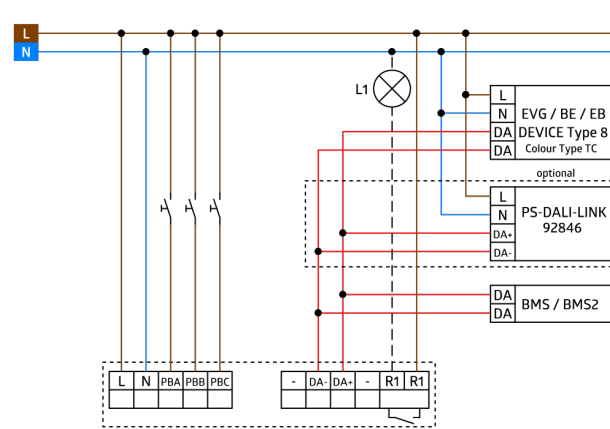 L
N
L1
L
N EVG / BE / EB
DA DEVICE Type 8
DA Colour Type TC
optional
L
N PS-DALI-LINK
DA+ 92846
DA-
DA
DA BMS / BMS2
L N PBA PBB PBC - DA- DA+ - R1 R1